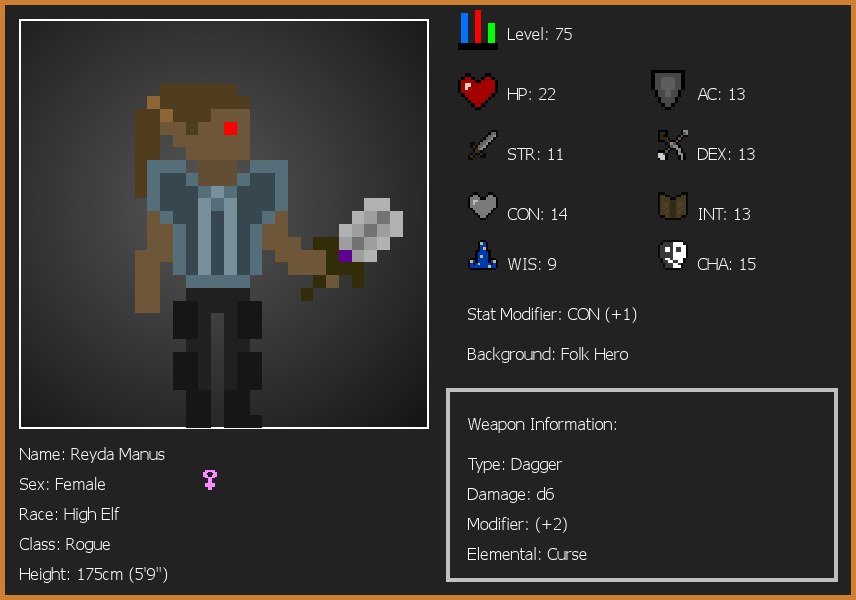 Level: 75
HP: 22
AC: 13
STR: 11
DEX: 13
CON: 14
INT: 13
WIS: 9
CHA: 15
Stat Modifier: CON (+1)
Background: Folk Hero
Weapon Information:
Type: Dagger
Damage: d6
Modifier: (+2)
Elemental: Curse
Name: Reyda Manus
Sex: Female
Race: High Elf
Class: Rogue
Height: 175cm (5'9")